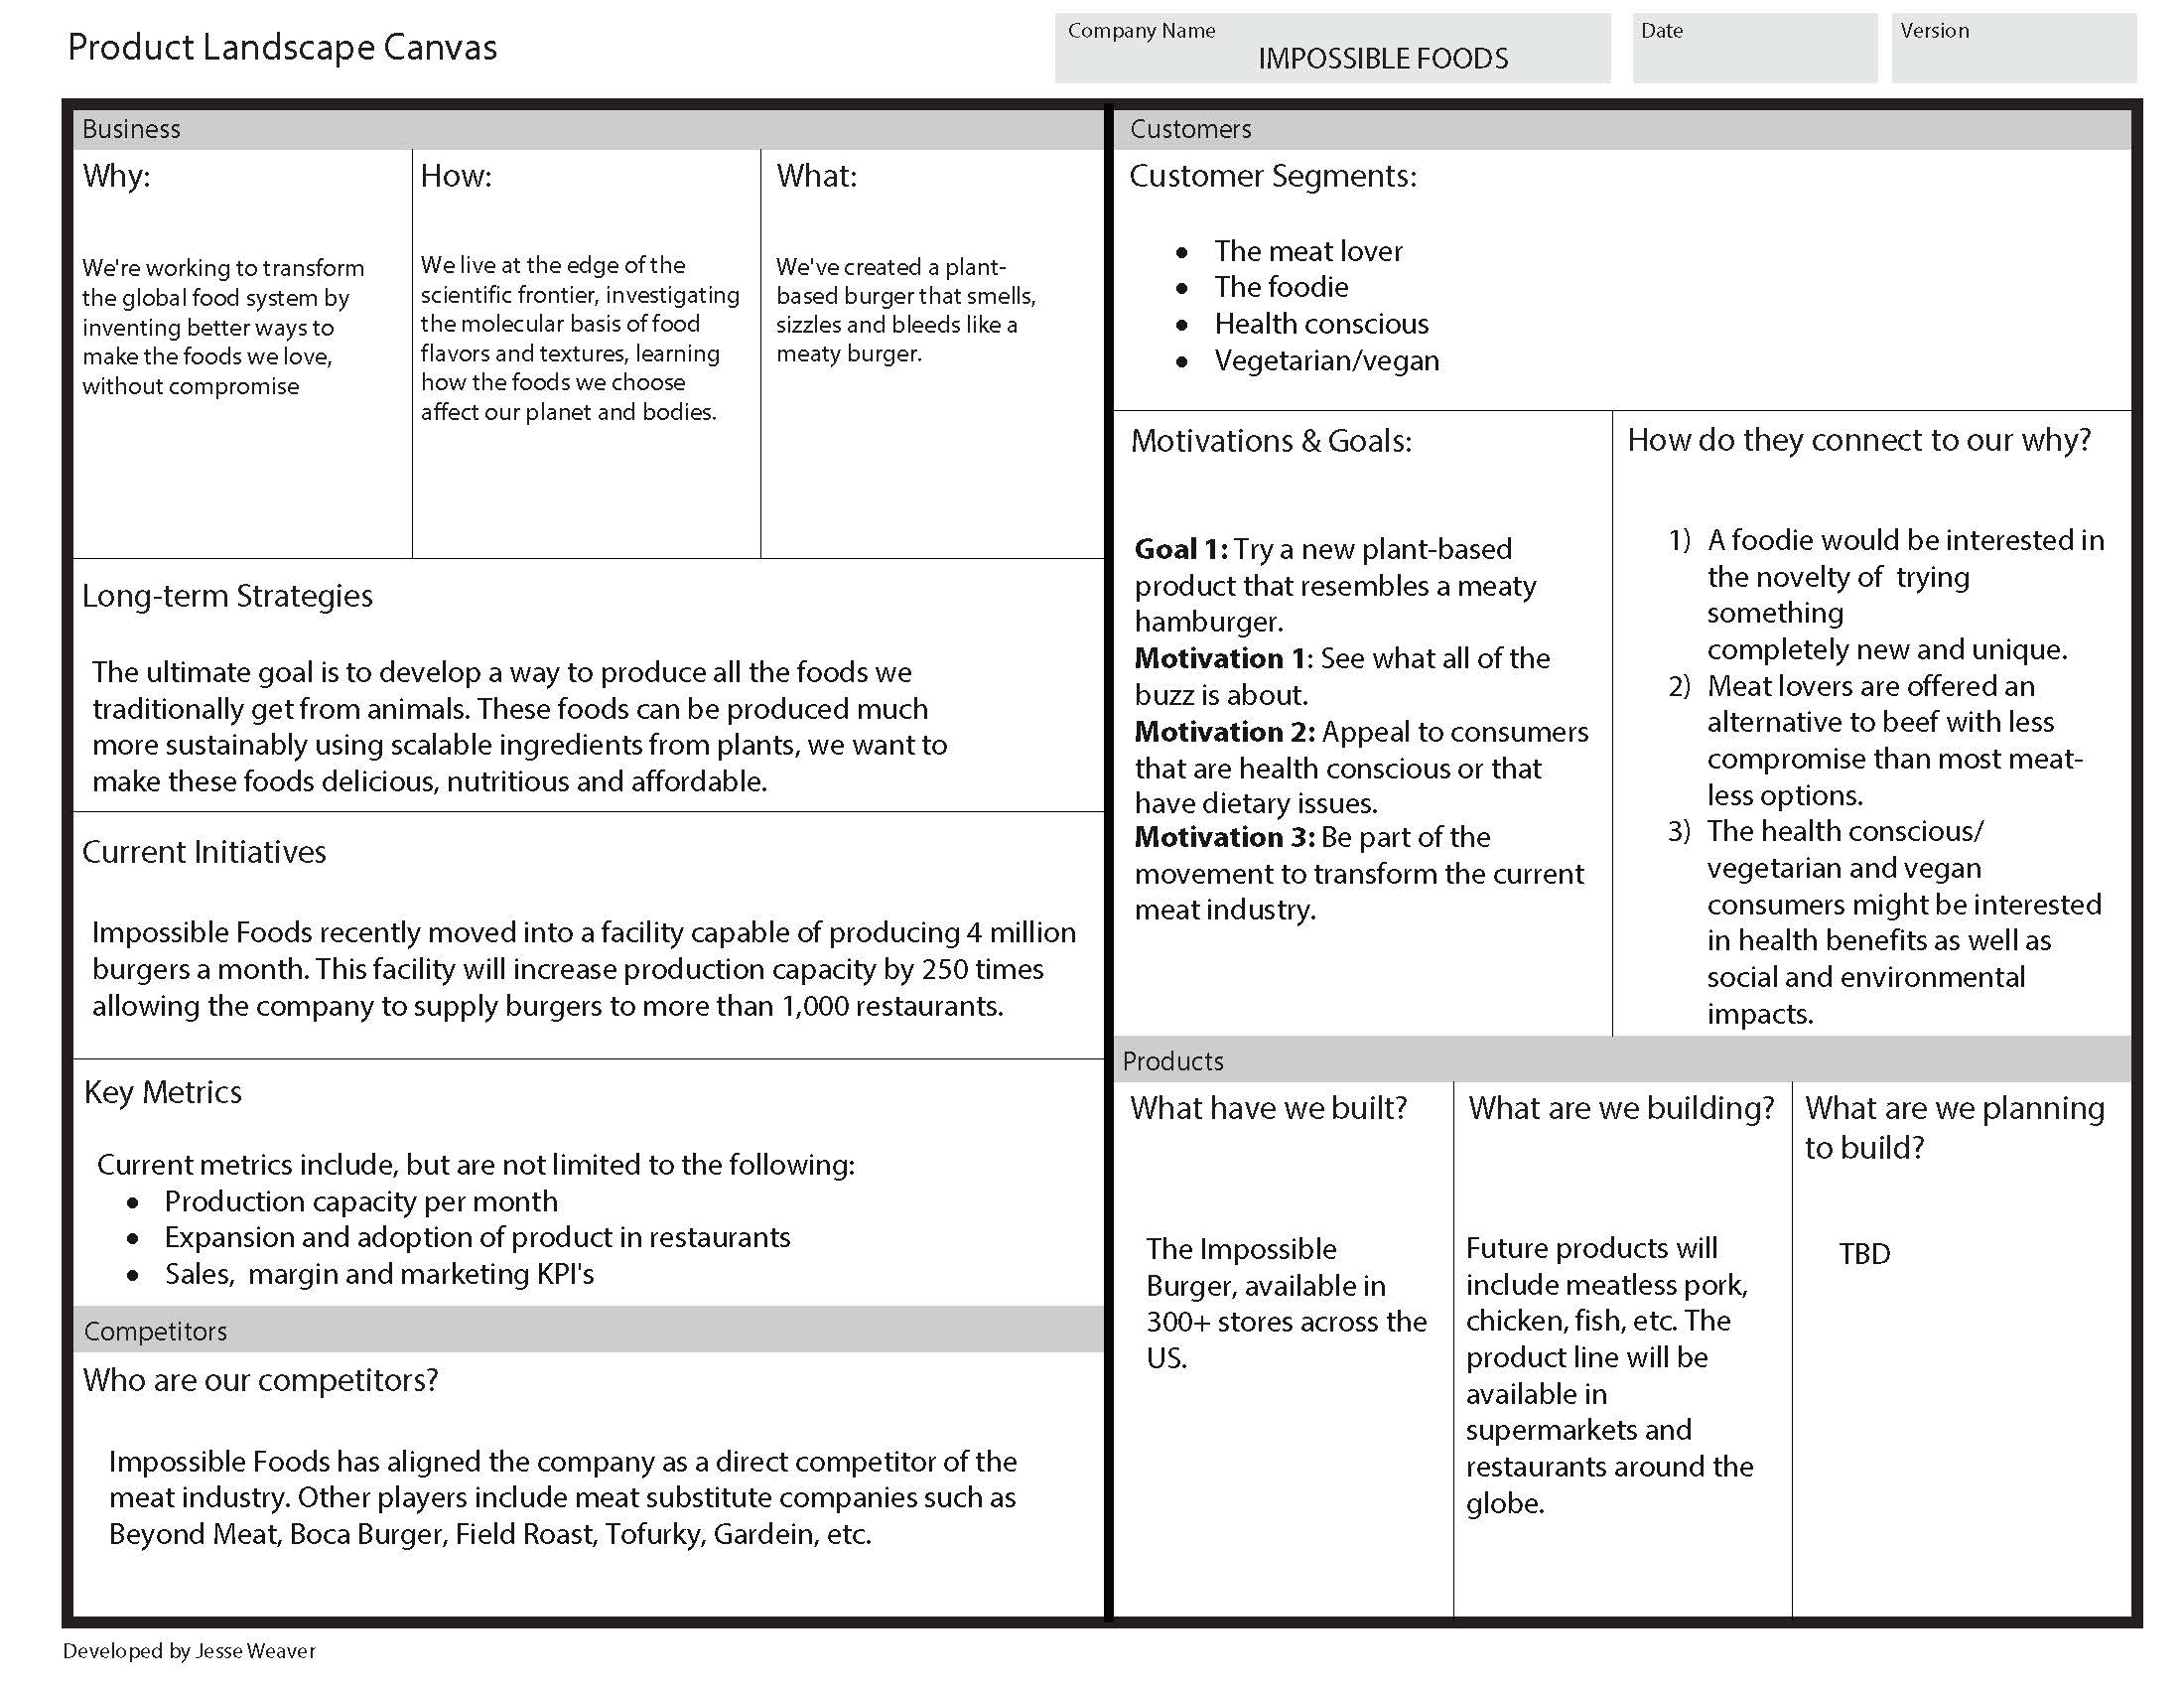 Product Landscape Canvas
Company Name
IMPOSSIBLE FOODS
Date
Version
Business
Why:
We're working to transform
the global food system by
inventing better ways to
make the foods we love,
without compromise
How:
We live at the edge of the
scientific frontier, investigating
the molecular basis of food
flavors and textures, learning
how the foods we choose
affect our planet and bodies.
What:
We've created a plant-
based burger that smells,
sizzles and bleeds like a
meaty burger.
Long-term Strategies
The ultimate goal is to develop a way to produce all the foods we
traditionally get from animals. These foods can be produced much
more sustainably using scalable ingredients from plants, we want to
make these foods delicious, nutritious and affordable.
Current Initiatives
Impossible Foods recently moved into a facility capable of producing 4 million
burgers a month. This facility will increase production capacity by 250 times
allowing the company to supply burgers to more than 1,000 restaurants.
Key Metrics
Current metrics include, but are not limited to the following:
• Production capacity per month
• Expansion and adoption of product in restaurants
• Sales, margin and marketing KPI's
Competitors
Who are our competitors?
Impossible Foods has aligned the company as a direct competitor of the
meat industry. Other players include meat substitute companies such as
Beyond Meat, Boca Burger, Field Roast, Tofurky, Gardein, etc.
Customers
Customer Segments:
• The meat lover
• The foodie
• Health conscious
• Vegetarian/vegan
Motivations & Goals:
Goal 1: Try a new plant-based
product that resembles a meaty
hamburger.
Motivation 1: See what all of the
buzz is about.
Motivation 2: Appeal to consumers
that are health conscious or that
have dietary issues.
Motivation 3: Be part of the
movement to transform the current
meat industry.
How do they connect to our why?
1) A foodie would be interested in
the novelty of trying
something
completely new and unique.
2) Meat lovers are offered an
alternative to beef with less
compromise than most meat-
less options.
3) The health conscious/
vegetarian and vegan
consumers might be interested
in health benefits as well as
social and environmental
impacts.
Products
What have we built?
The Impossible
Burger, available in
300+ stores across the
US.
What are we building?
Future products will
include meatless pork,
chicken, fish, etc. The
product line will be
available in
supermarkets and
restaurants around the
globe.
What are we planning
to build?
TBD
Developed by Jesse Weaver